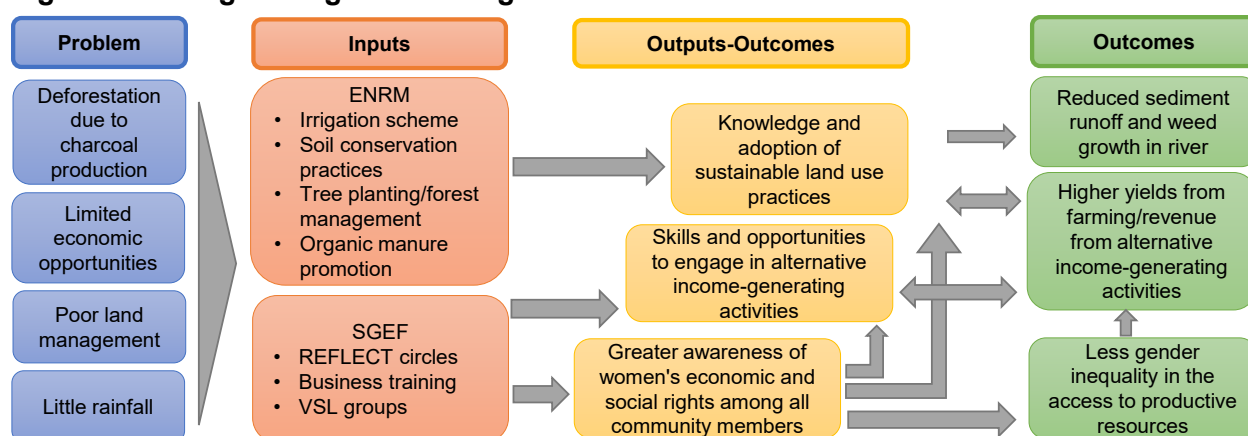 Problem
Inputs
Outputs-Outcomes
Outcomes
Deforestation
due to
charcoal
production
Limited
economic
opportunities
Poor land
management
Little rainfall
ENRM
• Irrigation scheme
• Soil conservation
practices
• Tree planting/forest
management
• Organic manure
promotion
SGEF
• REFLECT circles
• Business training
• VSL groups
Knowledge and
adoption of
sustainable land use
practices
Skills and opportunities
to engage in alternative
income-generating
activities
Greater awareness of
women's economic and
social rights among all
community members
Reduced sediment
runoff and weed
growth in river
Higher yields from
farming/revenue
from alternative
income-generating
activities
Less gender
inequality in the
access to productive
resources